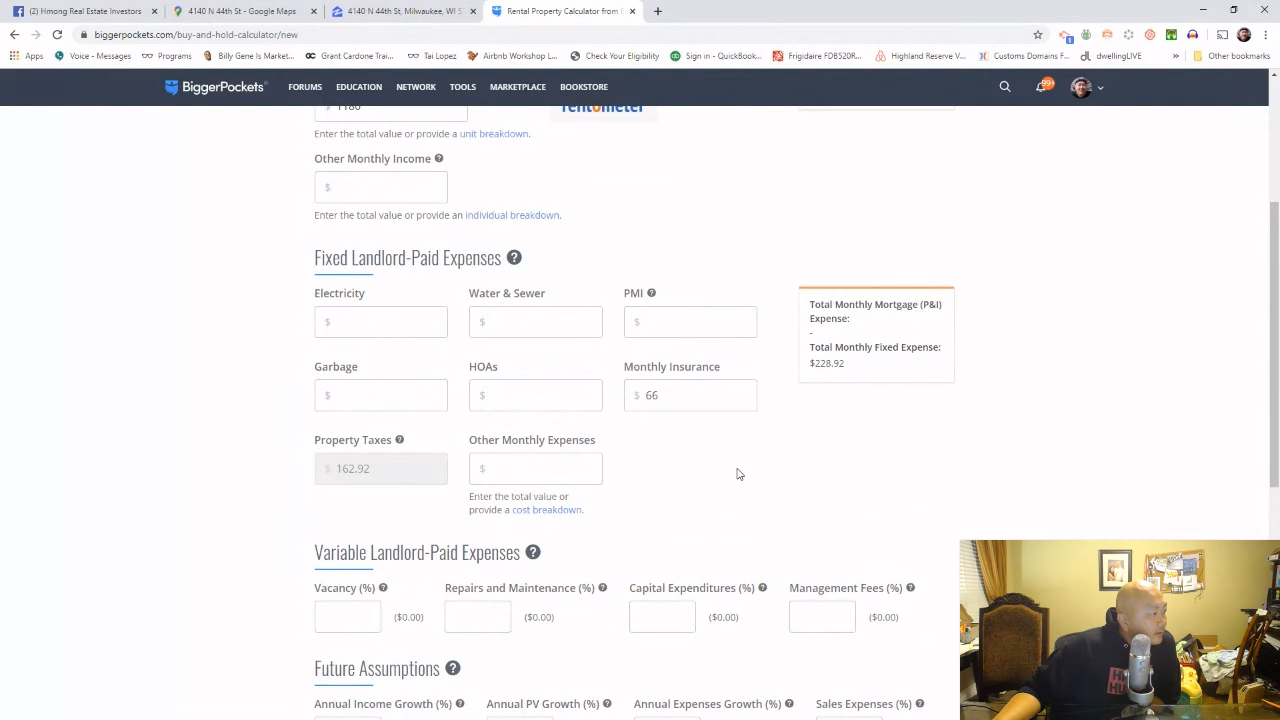 (2) Hmong Real Estate Investors
4140 N 44th St - Google Maps
4140 N 44th St, Milwaukee, WI 5
Rental Property Calculator from B
biggerpockets.com/buy-and-hold-calculator/new
Apps
Voice - Messages
Programs
Billy Gene Is Market...
Grant Cardone Trai...
Tai Lopez
Airbnb Workshop L...
Check Your Eligibility
Sign in - QuickBook...
Frigidaire DB520R...
Highland Reserve V...
Customs Domains F...
dwellingLIVE
»
Other bookmarks
BiggerPockets
FORUMS
EDUCATION
NETWORK
TOOLS
MARKETPLACE
BOOKSTORE
99+
$ 1180
rentometer
Enter the total value or provide a unit breakdown.
Other Monthly Income
$
Enter the total value or provide an individual breakdown.
Fixed Landlord-Paid Expenses
Electricity
Water & Sewer
PMI
$
$
$
Total Monthly Mortgage (P&I)
Expense:
-
Total Monthly Fixed Expense:
$228.92
Garbage
HOAs
Monthly Insurance
$
$
$ 66
Property Taxes
Other Monthly Expenses
$ 162.92
$
Enter the total value or
provide a cost breakdown.
Variable Landlord-Paid Expenses
Vacancy (%)
Repairs and Maintenance (%)
Capital Expenditures (%)
Management Fees (%)
($0.00)
($0.00)
($0.00)
($0.00)
Future Assumptions
Annual Income Growth (%)
Annual PV Growth (%)
Annual Expenses Growth (%)
Sales Expenses (%)